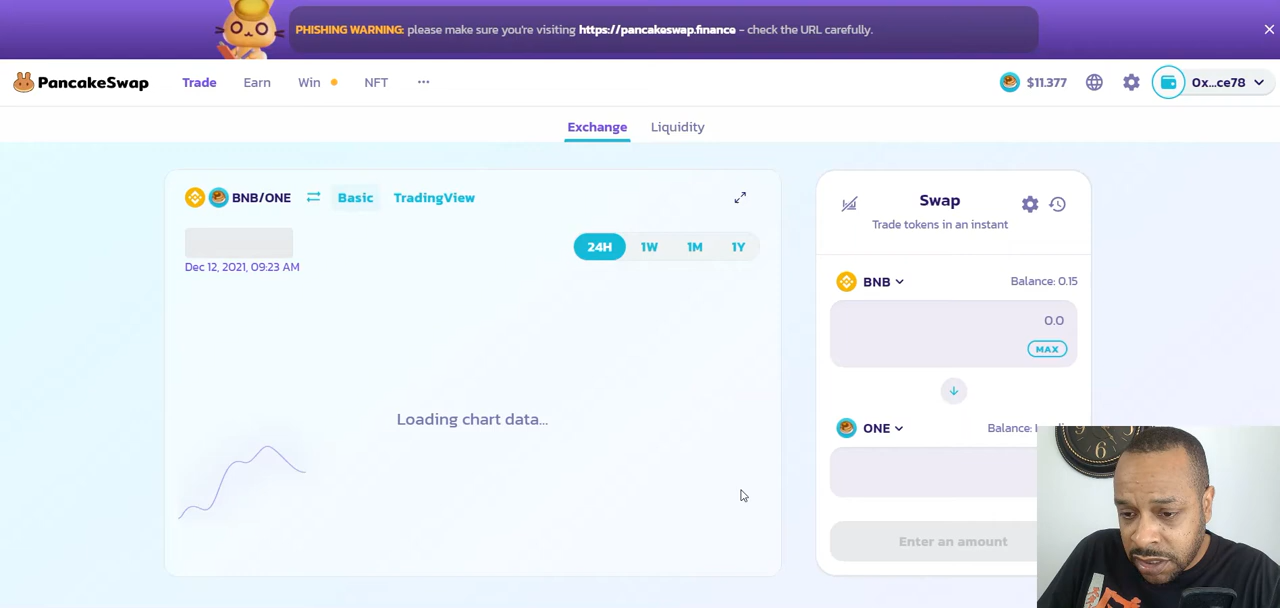 PHISHING WARNING: please make sure you're visiting https://pancakeswap.finance - check the URL carefully.
PancakeSwap Trade Earn Win NFT ... $11.377 0x...ce78
Exchange Liquidity
BNB/ONE Basic TradingView
24H 1W 1M 1Y
Dec 12, 2021, 09:23 AM
Loading chart data...
Swap
Trade tokens in an instant
BNB Balance: 0.15
0.0
MAX
ONE Balance:
Enter an amount
6